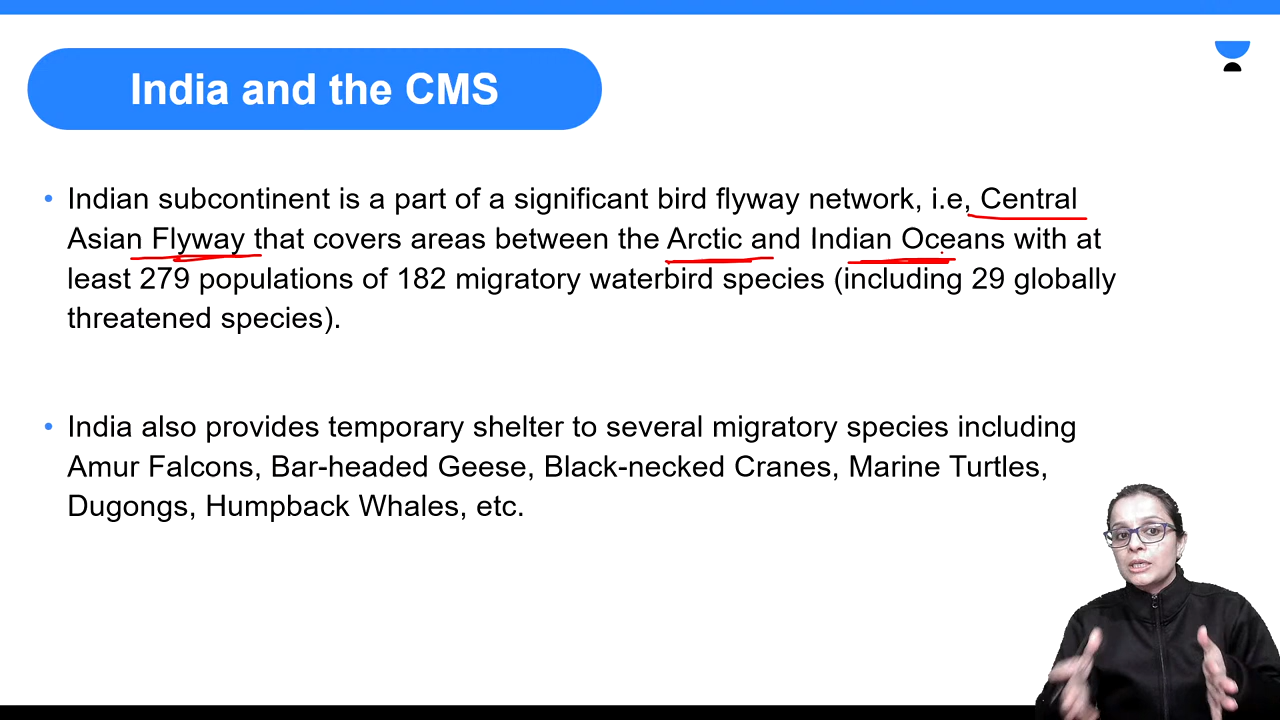 India and the CMS
• Indian subcontinent is a part of a significant bird flyway network, i.e, Central
Asian Flyway that covers areas between the Arctic and Indian Oceans with at
least 279 populations of 182 migratory waterbird species (including 29 globally
threatened species).
• India also provides temporary shelter to several migratory species including
Amur Falcons, Bar-headed Geese, Black-necked Cranes, Marine Turtles,
Dugongs, Humpback Whales, etc.